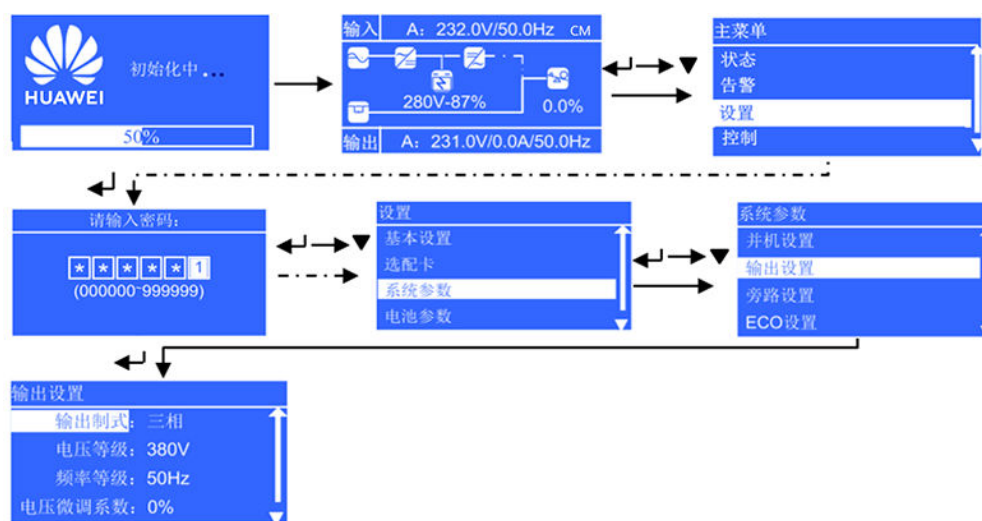 HUAWEI
初始化中...
50%
输入 A: 232.0V/50.0Hz CM
280V-87% 0.0%
输出 A: 231.0V/0.0A/50.0Hz
主菜单
状态
告警
设置
控制
请输入密码:
* * * * * 1
(000000~999999)
设置
基本设置
选配卡
系统参数
电池参数
系统参数
并机设置
输出设置
旁路设置
ECO设置
输出设置
输出制式: 三相
电压等级: 380V
频率等级: 50Hz
电压微调系数: 0%